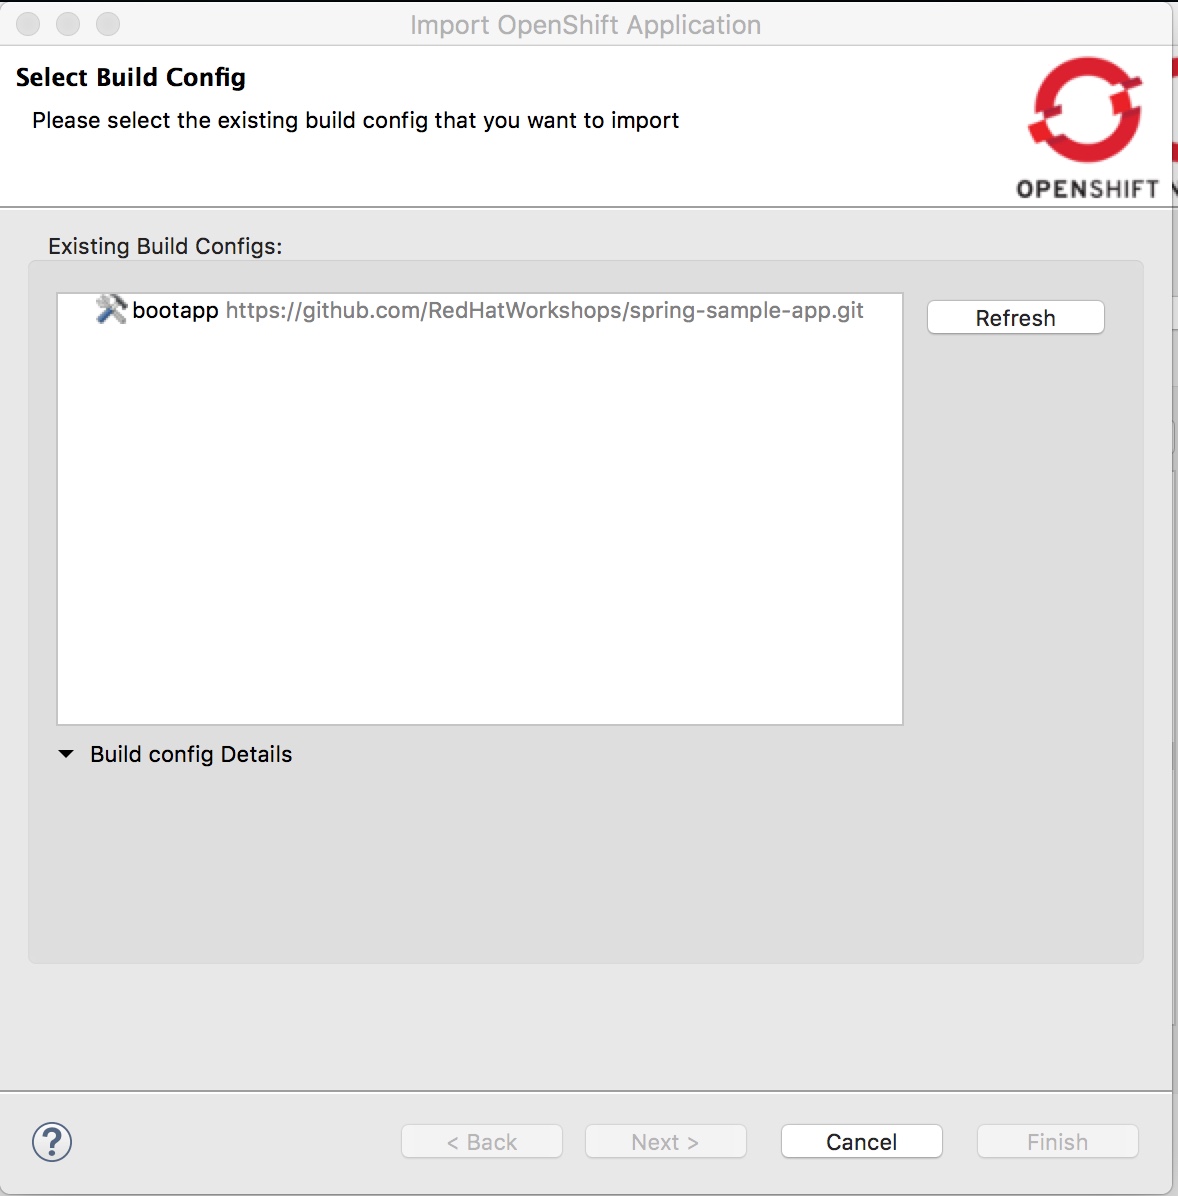 Import OpenShift Application
Select Build Config
Please select the existing build config that you want to import
OPENSHIFT
Existing Build Configs:
bootapp https://github.com/RedHatWorkshops/spring-sample-app.git
Refresh
Build config Details
?
< Back
Next >
Cancel
Finish